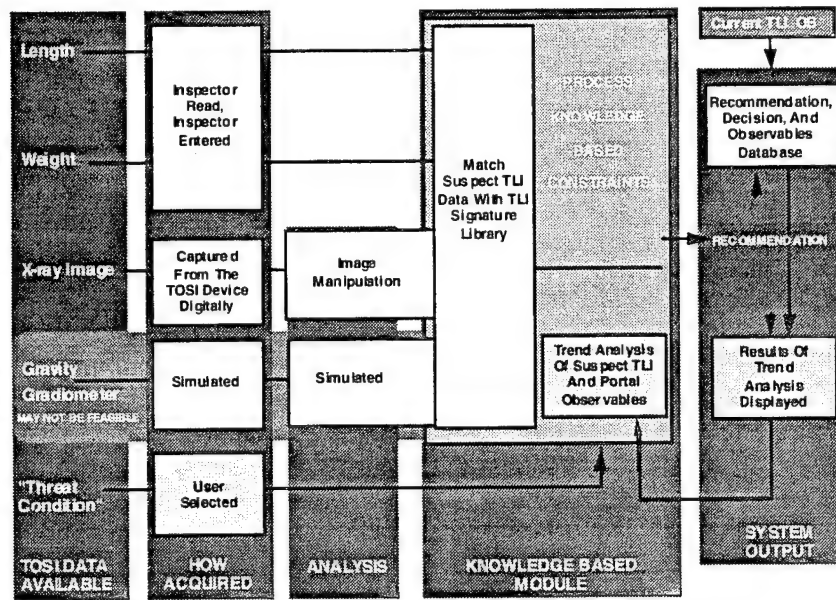 Length
Weight
X-ray Image
Gravity
Gradiometer
MAY NOT BE FEASIBLE
"Threat
Condition"
TOSI DATA
AVAILABLE
Inspector
Read,
Inspector
Entered
Captured
From The
TOSI Device
Digitally
Simulated
User
Selected
HOW
ACQUIRED
Image
Manipulation
Simulated
ANALYSIS
Match
Suspect TLI
Data With TLI
Signature
Library
PROCESS
KNOWLEDGE
BASED
CONSTRAINTS
Trend Analysis
Of Suspect TLI
And Portal
Observables
KNOWLEDGE BASED
MODULE
Current TLI OB
Recommendation,
Decision, And
Observables
Database
RECOMMENDATION
Results Of
Trend
Analysis
Displayed
SYSTEM
OUTPUT